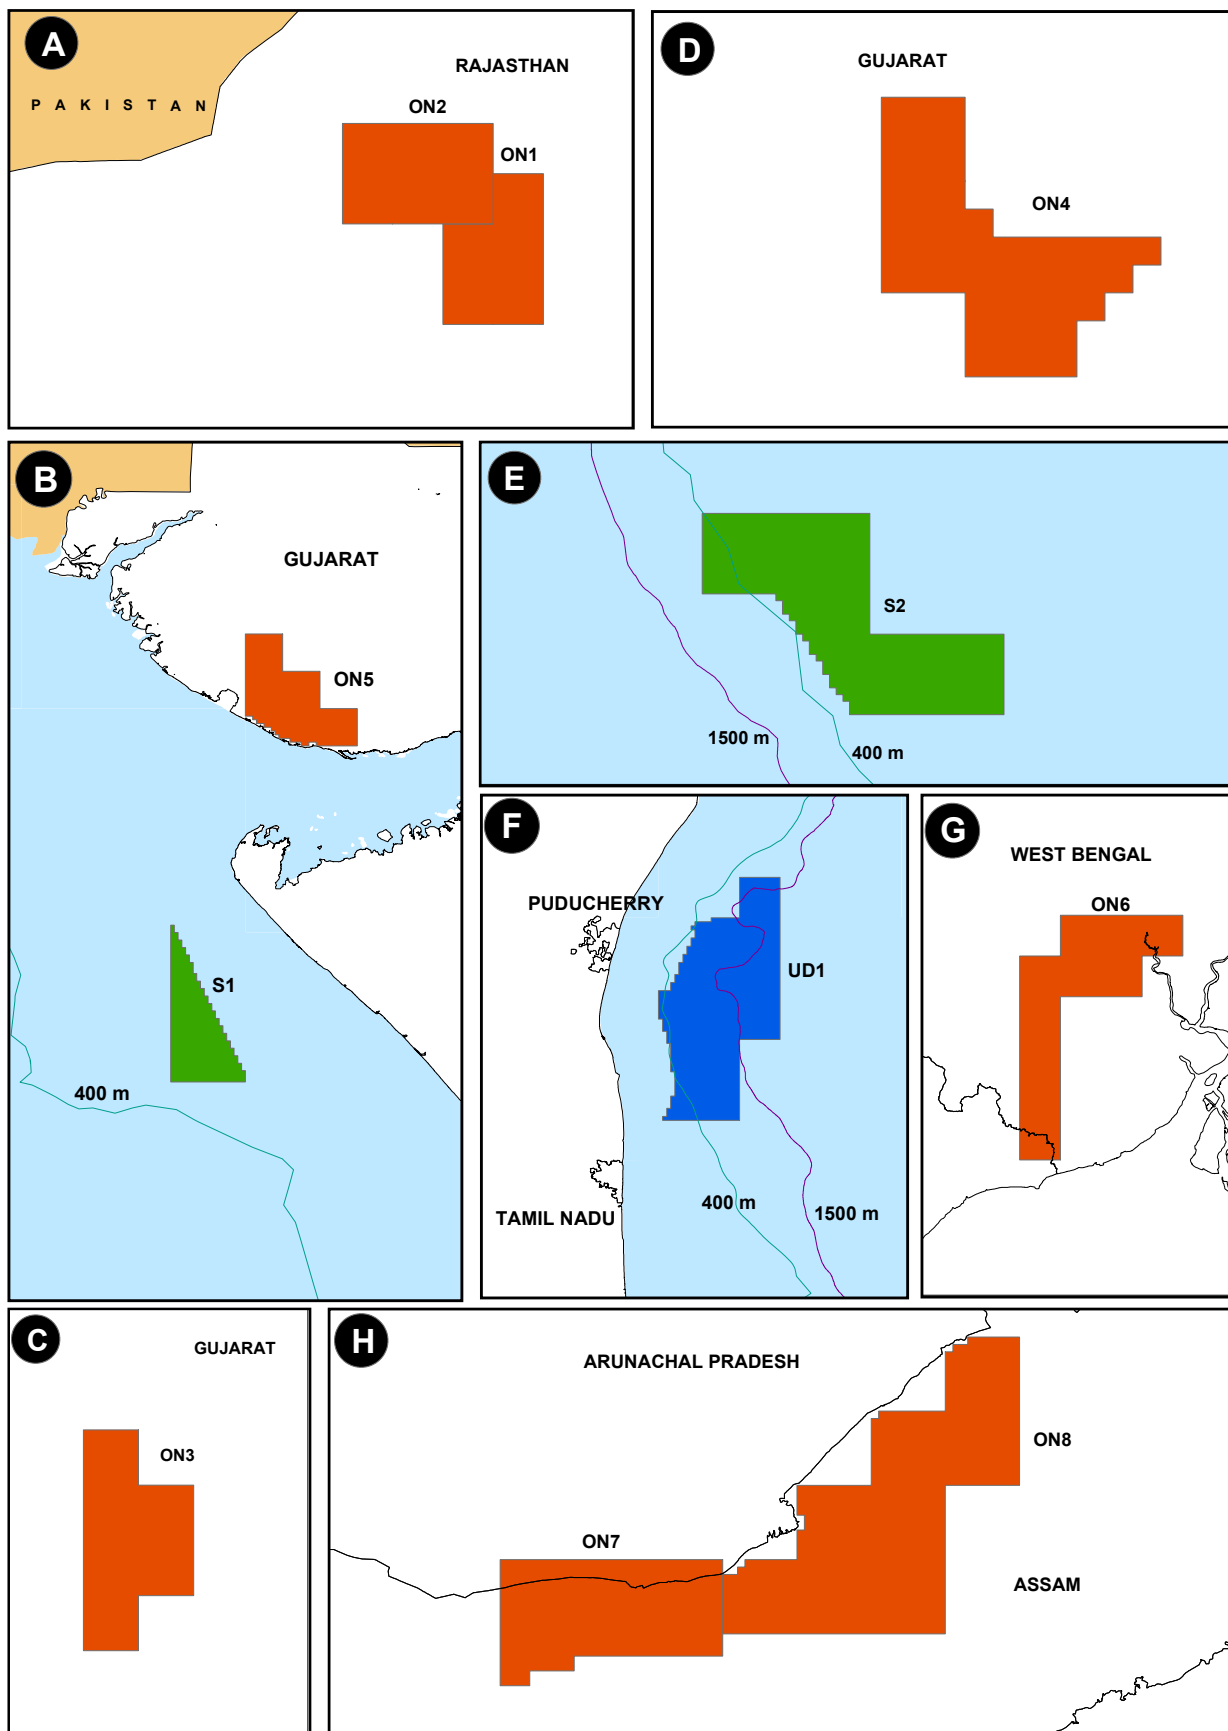 A
RAJASTHAN
PAKISTAN
ON2
ON1
D
GUJARAT
ON4
B
GUJARAT
ON5
S1
400 m
E
S2
1500 m
400 m
F
PUDUCHERRY
UD1
400 m
1500 m
TAMIL NADU
G
WEST BENGAL
ON6
C
GUJARAT
ON3
H
ARUNACHAL PRADESH
ON8
ON7
ASSAM